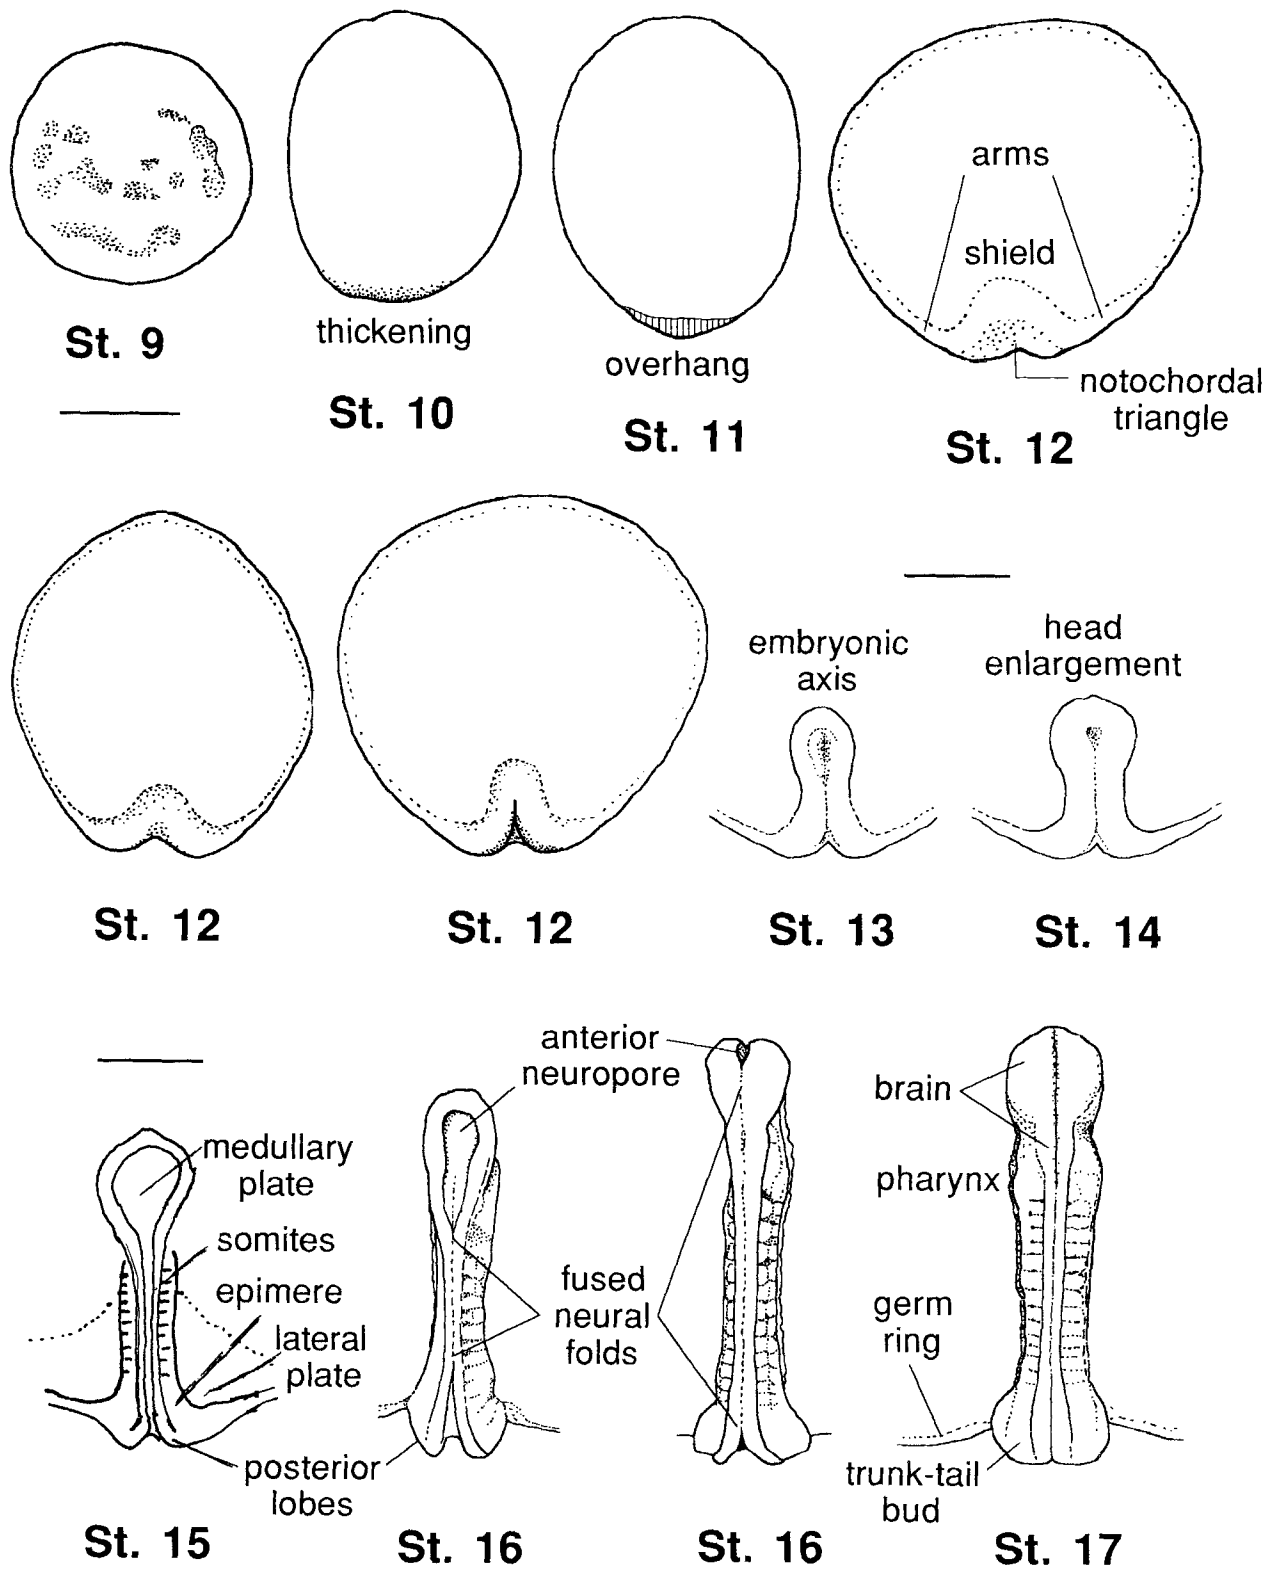 St. 9
thickening
St. 10
overhang
St. 11
arms
shield
notochordal
triangle
St. 12
St. 12
St. 12
embryonic
axis
St. 13
head
enlargement
St. 14
medullary
plate
somites
epimere
lateral
plate
posterior
lobes
St. 15
anterior
neuropore
fused
neural
folds
St. 16
St. 16
brain
pharynx
germ
ring
trunk-tail
bud
St. 17